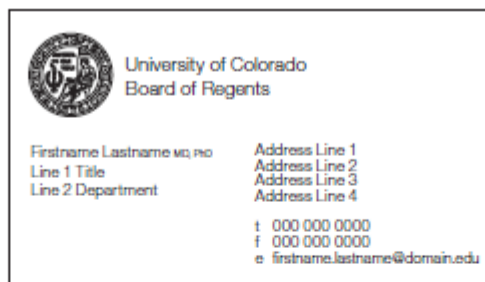 University of Colorado
Board of Regents
Firstname Lastname MD, PhD
Line 1 Title
Line 2 Department
Address Line 1
Address Line 2
Address Line 3
Address Line 4
t 000 000 0000
f 000 000 0000
e firstname.lastname@domain.edu